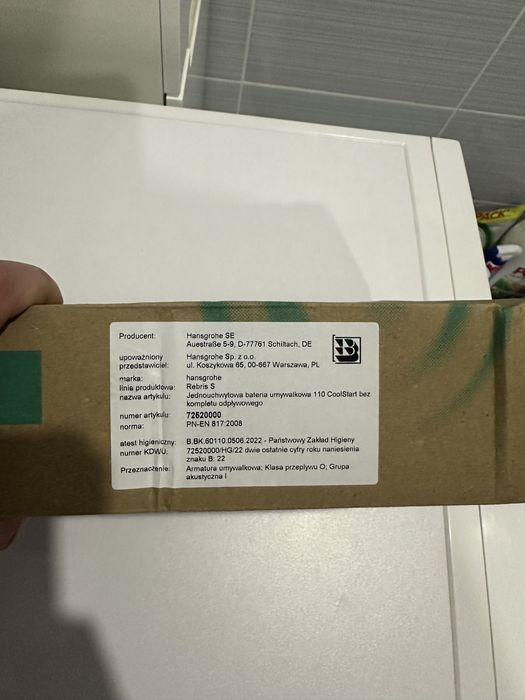 PACK
Producent: Hansgrohe SE
Auestraße 5-9, D-77761 Schiltach, DE
upoważniony przedstawiciel: Hansgrohe Sp. z o.o.
ul. Koszykowa 65, 00-667 Warszawa, PL
marka: hansgrohe
linia produktowa: Rebris S
nazwa artykułu: Jednouchwytowa bateria umywalkowa 110 CoolStart bez
kompletu odpływowego
numer artykułu: 72520000
norma: PN-EN 817:2008
atest higieniczny: B.BK.60110.0506.2022 - Państwowy Zakład Higieny
numer KDWU: 72520000/HG/22 dwie ostatnie cyfry roku naniesienia
znaku B: 22
Przeznaczenie: Armatura umywalkowa; Klasa przepływu O; Grupa
akustyczna I